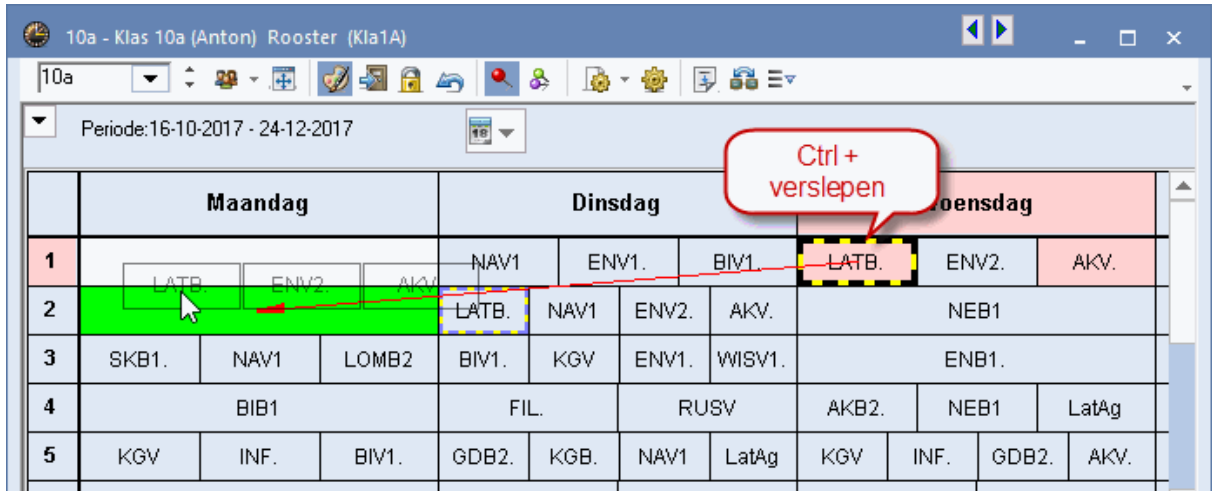 10a - Klas 10a (Anton) Rooster (Kla1A)
10a
Periode:16-10-2017 - 24-12-2017
18
Ctrl +
verslepen
Maandag Dinsdag oensdag
1 NAV1 ENV1. BIV1. LATB. ENV2. AKV.
LATB. ENV2. AKV
2 LATB. NAV1 ENV2. AKV. NEB1
3 SKB1. NAV1 LOMB2 BIV1. KGV ENV1. WISV1. ENB1.
4 BIB1 FIL. RUSV AKB2. NEB1 LatAg
5 KGV INF. BIV1. GDB2. KGB. NAV1 LatAg KGV INF. GDB2. AKV.